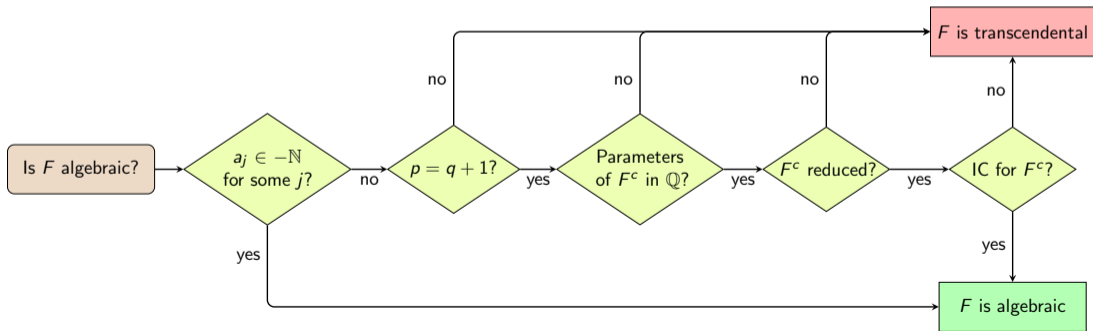 F is transcendental
no
no
no
no
Is F algebraic?
a_j ∈ −ℕ
for some j?
no
p = q + 1?
yes
Parameters
of F^c in ℚ?
yes
F^c reduced?
yes
IC for F^c?
yes
yes
F is algebraic